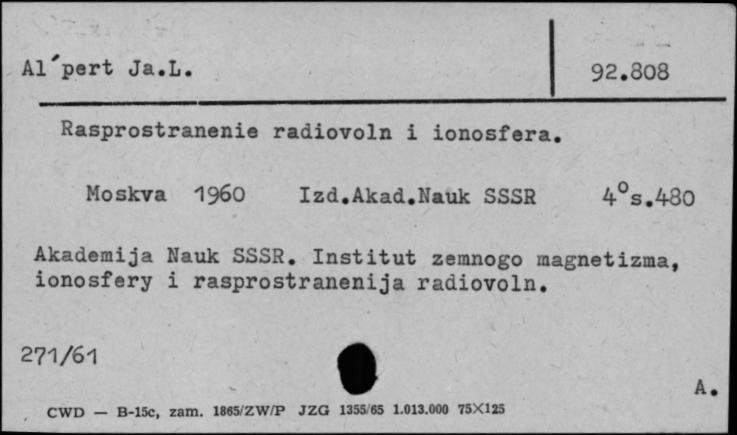 Al´pert Ja.L.
92.808
Rasprostranenie radiovoln i ionosfera.
Moskva 1960 Izd.Akad.Nauk SSSR 4°s.480
Akademija Nauk SSSR. Institut zemnogo magnetizma,
ionosfery i rasprostranenija radiovoln.
271/61
A.
CWD — B-15c, zam. 1865/ZW/P JZG 1355/65 1.013.000 75×125